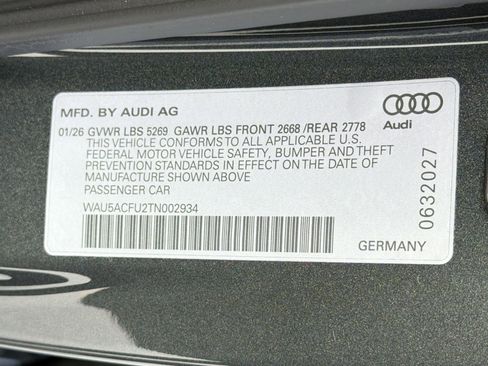 MFD. BY AUDI AG
01/26 GVWR LBS 5269 GAWR LBS FRONT 2668 /REAR 2778
THIS VEHICLE CONFORMS TO ALL APPLICABLE U.S.
FEDERAL MOTOR VEHICLE SAFETY, BUMPER AND THEFT
PREVENTION STANDARDS IN EFFECT ON THE DATE OF
MANUFACTURE SHOWN ABOVE
PASSENGER CAR
WAU5ACFU2TN002934
Audi
0632027
GERMANY